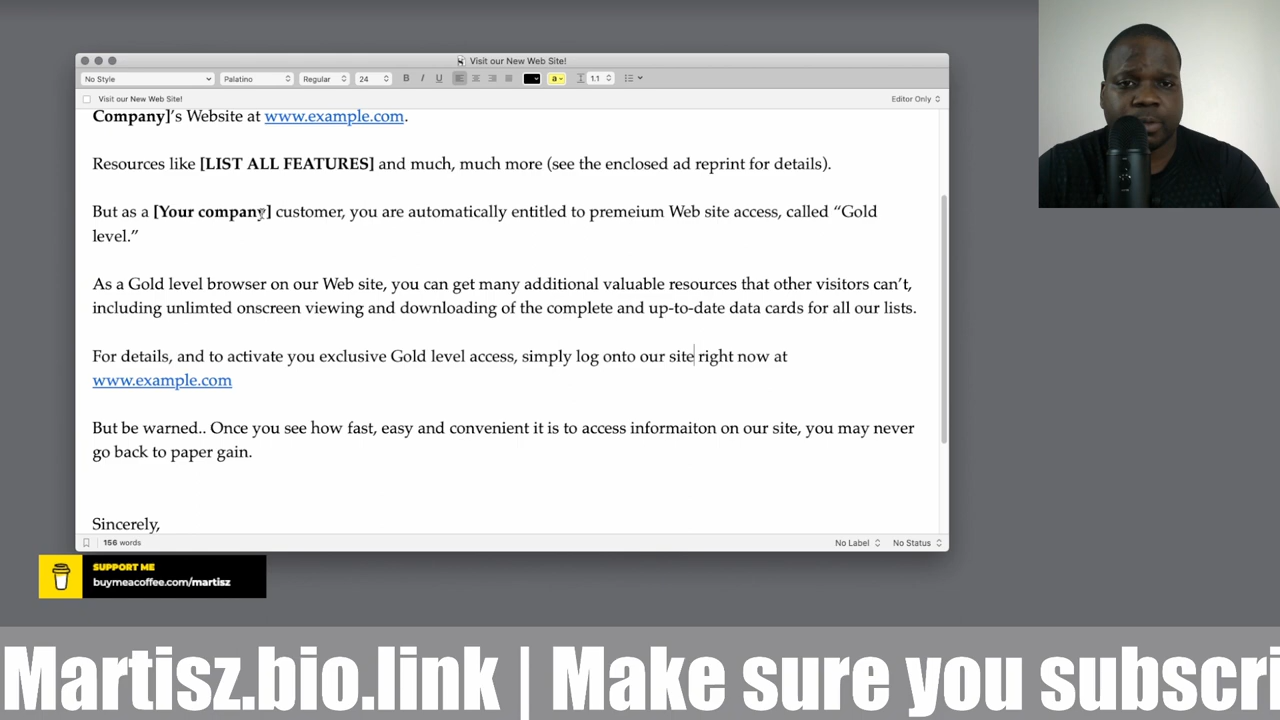 Visit our New Web Site!
No Style
Palatino
Regular
24
B I U
a
1.1
Visit our New Web Site!
Editor Only
Company]’s Website at www.example.com.
Resources like [LIST ALL FEATURES] and much, much more (see the enclosed ad reprint for details).
But as a [Your company] customer, you are automatically entitled to premeium Web site access, called “Gold
level.”
As a Gold level browser on our Web site, you can get many additional valuable resources that other visitors can’t,
including unlimted onscreen viewing and downloading of the complete and up-to-date data cards for all our lists.
For details, and to activate you exclusive Gold level access, simply log onto our site right now at
www.example.com
But be warned.. Once you see how fast, easy and convenient it is to access informaiton on our site, you may never
go back to paper gain.
Sincerely,
156 words
No Label
No Status
SUPPORT ME
buymeacoffee.com/martisz
Martisz.bio.link | Make sure you subscri